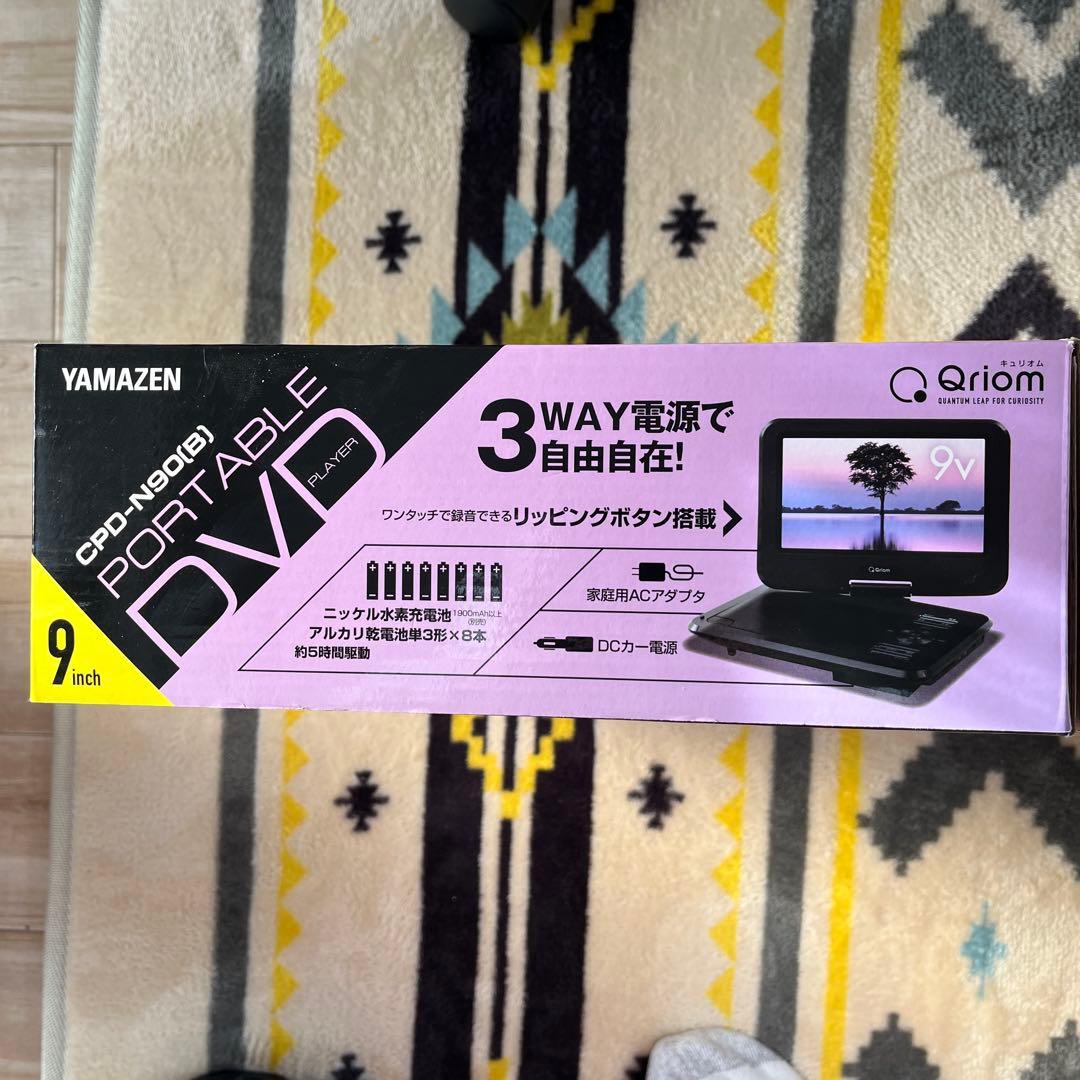 YAMAZEN
CPD-N90(B)
PORTABLE
DVD
PLAYER
9inch
3WAY電源で
自由自在!
ワンタッチで録音できるリッピングボタン搭載
ニッケル水素充電池 1900mAh以上(別売)
アルカリ乾電池単3形×8本
約5時間駆動
家庭用ACアダプタ
DCカー電源
キュリオム
Qriom
QUANTUM LEAP FOR CURIOSITY
9v
Qriom